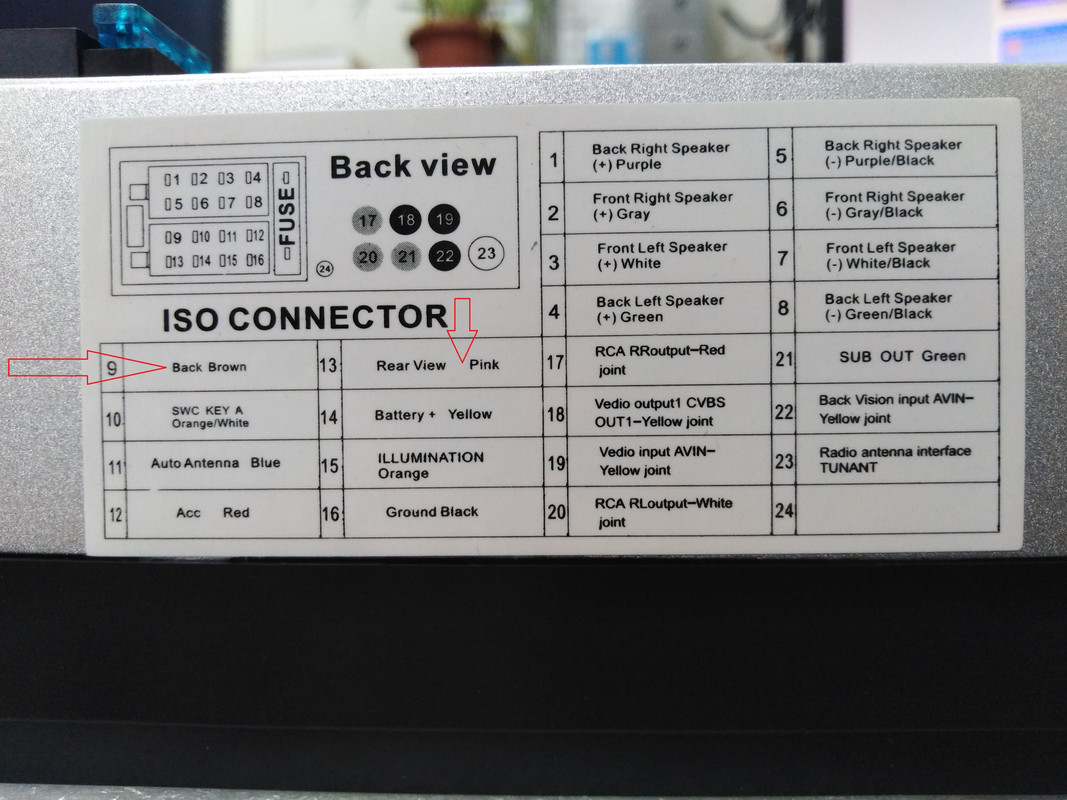 Back view
1 2 3 4
5 6 7 8
9 10 11 12
13 14 15 16
FUSE
24
17 18 19
20 21 22 23
ISO CONNECTOR
9 Back Brown
10 SWC KEY A
Orange/White
11 Auto Antenna Blue
12 Acc Red
13 Rear View Pink
14 Battery + Yellow
15 ILLUMINATION
Orange
16 Ground Black
1 Back Right Speaker
(+) Purple
2 Front Right Speaker
(+) Gray
3 Front Left Speaker
(+) White
4 Back Left Speaker
(+) Green
17 RCA RRoutput-Red
joint
18 Vedio output1 CVBS
OUT1-Yellow joint
19 Vedio input AVIN-
Yellow joint
20 RCA RLoutput-White
joint
5 Back Right Speaker
(-) Purple/Black
6 Front Right Speaker
(-) Gray/Black
7 Front Left Speaker
(-) White/Black
8 Back Left Speaker
(-) Green/Black
21 SUB OUT Green
22 Back Vision input AVIN-
Yellow joint
23 Radio antenna interface
TUNANT
24